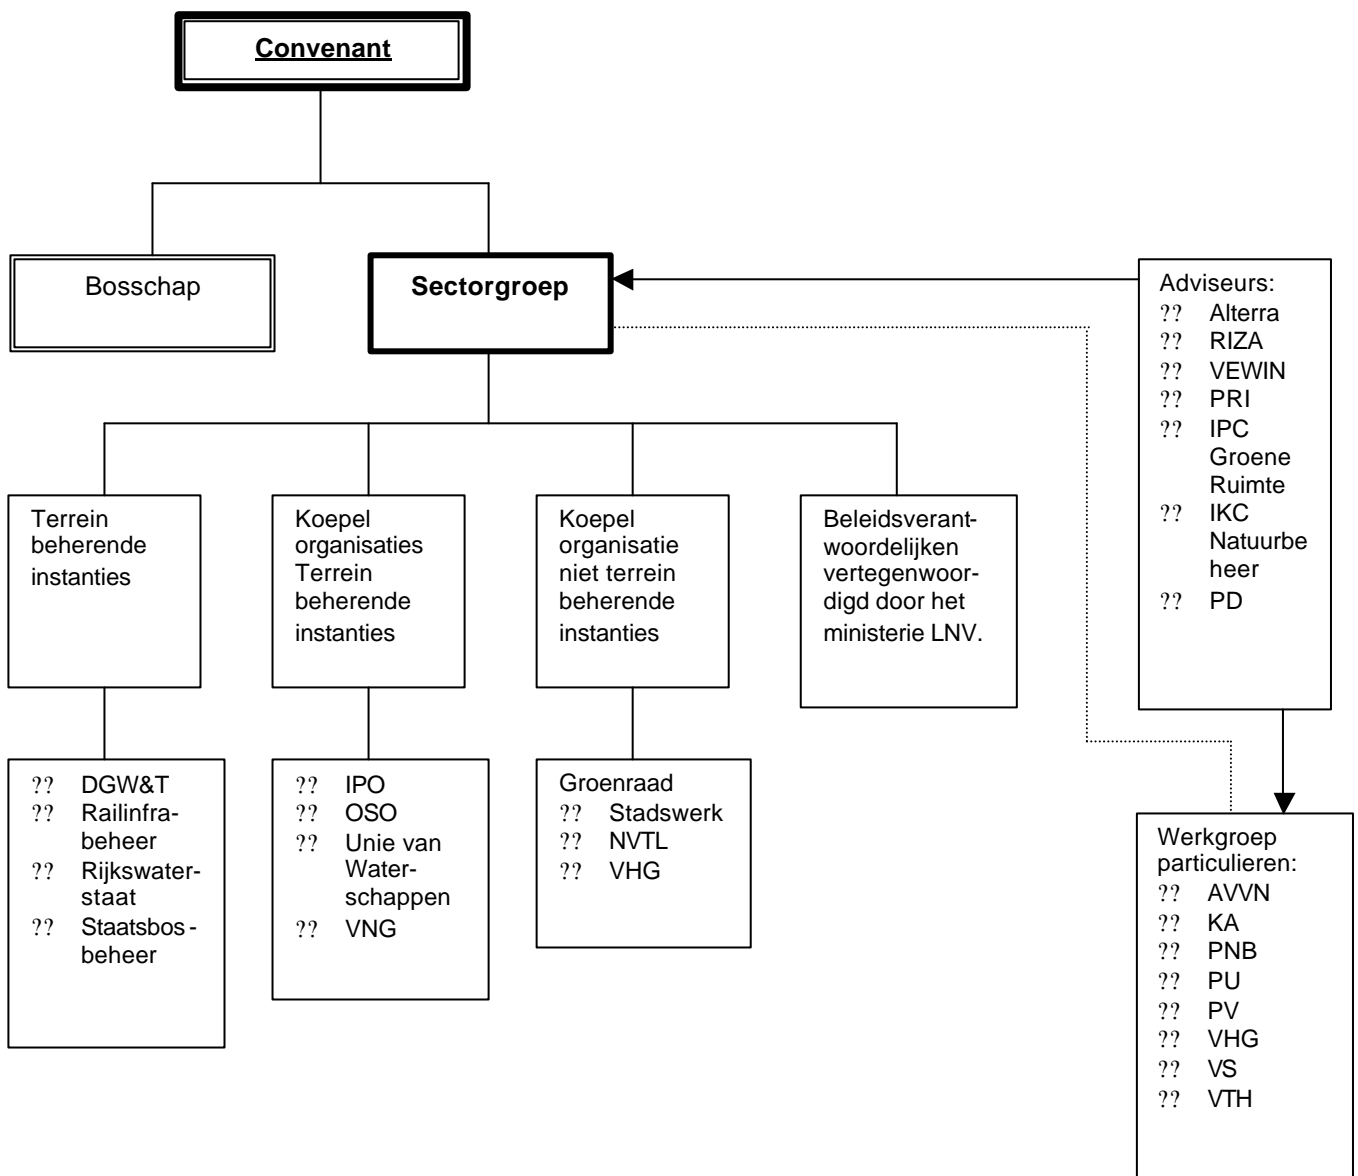 Convenant
Bosschap
Sectorgroep
Adviseurs:
?? Alterra
?? RIZA
?? VEWIN
?? PRI
?? IPC
Groene
Ruimte
?? IKC
Natuurbe
heer
?? PD
Terrein
beherende
instanties
Koepel
organisaties
Terrein
beherende
instanties
Koepel
organisatie
niet terrein
beherende
instanties
Beleidsverant-
woordelijken
vertegenwoor-
digd door het
ministerie LNV.
?? DGW&T
?? Railinfra-
beheer
?? Rijkswater-
staat
?? Staatsbos-
beheer
?? IPO
?? OSO
?? Unie van
Water-
schappen
?? VNG
Groenraad
?? Stadswerk
?? NVTL
?? VHG
Werkgroep
particulieren:
?? AVVN
?? KA
?? PNB
?? PU
?? PV
?? VHG
?? VS
?? VTH